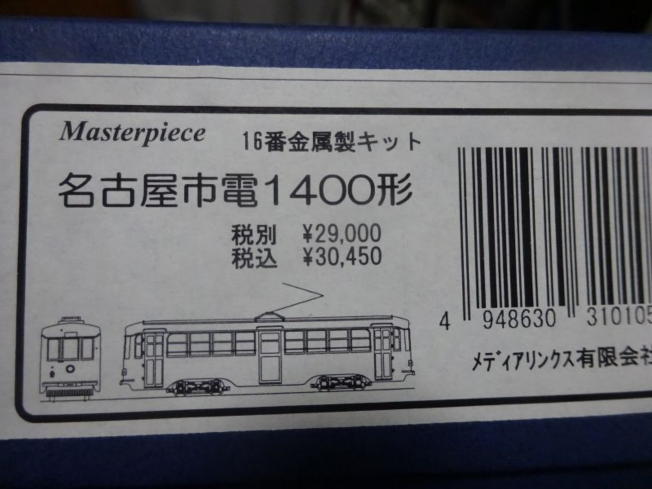 Masterpiece 16番金属製キット
名古屋市電1400形
税別 ¥29,000
税込 ¥30,450
4 948630 310105
メディアリンクス有限会社